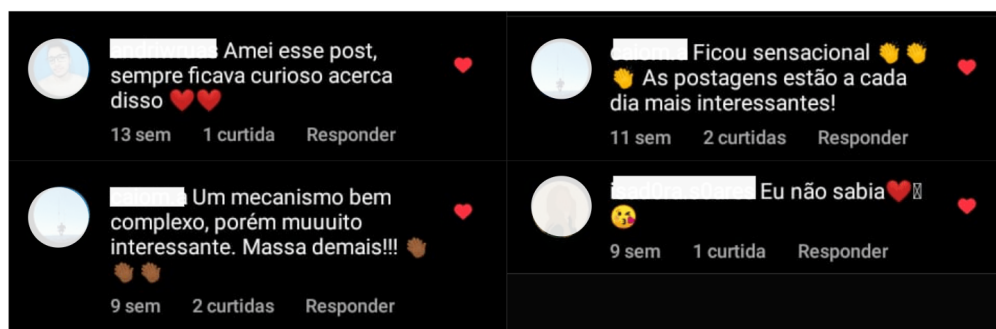 Amei esse post,
sempre ficava curioso acerca
disso ❤️❤️
13 sem 1 curtida Responder
Um mecanismo bem
complexo, porém muuuito
interessante. Massa demais!!! 👏🏾
👏🏾👏🏾
9 sem 2 curtidas Responder
Ficou sensacional 👏👏
👏 As postagens estão a cada
dia mais interessantes!
11 sem 2 curtidas Responder
Eu não sabia❤️
😘
9 sem 1 curtida Responder